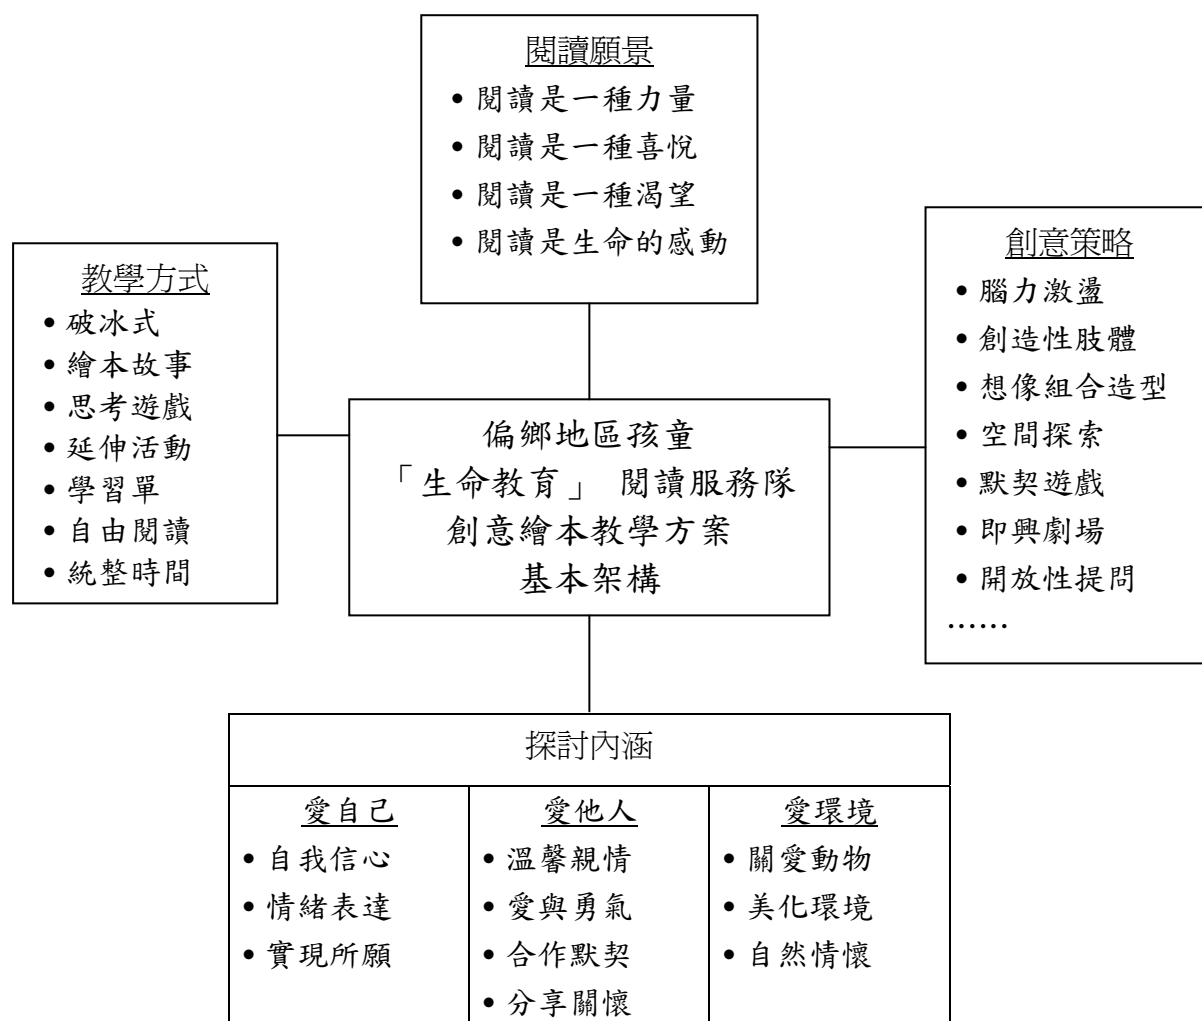 閱讀願景
• 閱讀是一種力量
• 閱讀是一種喜悅
• 閱讀是一種渴望
• 閱讀是生命的感動
教學方式
• 破冰式
• 繪本故事
• 思考遊戲
• 延伸活動
• 學習單
• 自由閱讀
• 統整時間
偏鄉地區孩童
「生命教育」 閱讀服務隊
創意繪本教學方案
基本架構
創意策略
• 腦力激盪
• 創造性肢體
• 想像組合造型
• 空間探索
• 默契遊戲
• 即興劇場
• 開放性提問
……
探討內涵
愛自己
• 自我信心
• 情緒表達
• 實現所願
愛他人
• 溫馨親情
• 愛與勇氣
• 合作默契
• 分享關懷
愛環境
• 關愛動物
• 美化環境
• 自然情懷